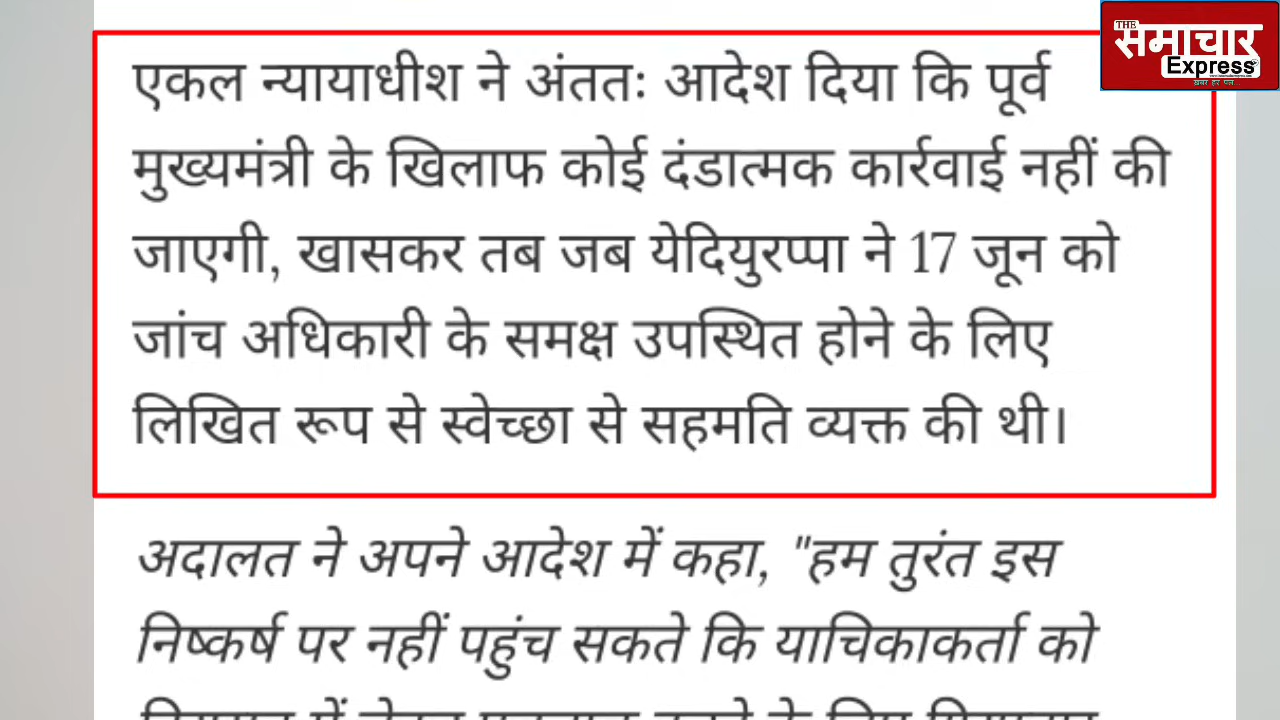 THE
समाचार
Express
एकल न्यायाधीश ने अंततः आदेश दिया कि पूर्व
मुख्यमंत्री के खिलाफ कोई दंडात्मक कार्रवाई नहीं की
जाएगी, खासकर तब जब येदियुरप्पा ने 17 जून को
जांच अधिकारी के समक्ष उपस्थित होने के लिए
लिखित रूप से स्वेच्छा से सहमति व्यक्त की थी।
अदालत ने अपने आदेश में कहा, "हम तुरंत इस
निष्कर्ष पर नहीं पहुंच सकते कि याचिकाकर्ता को